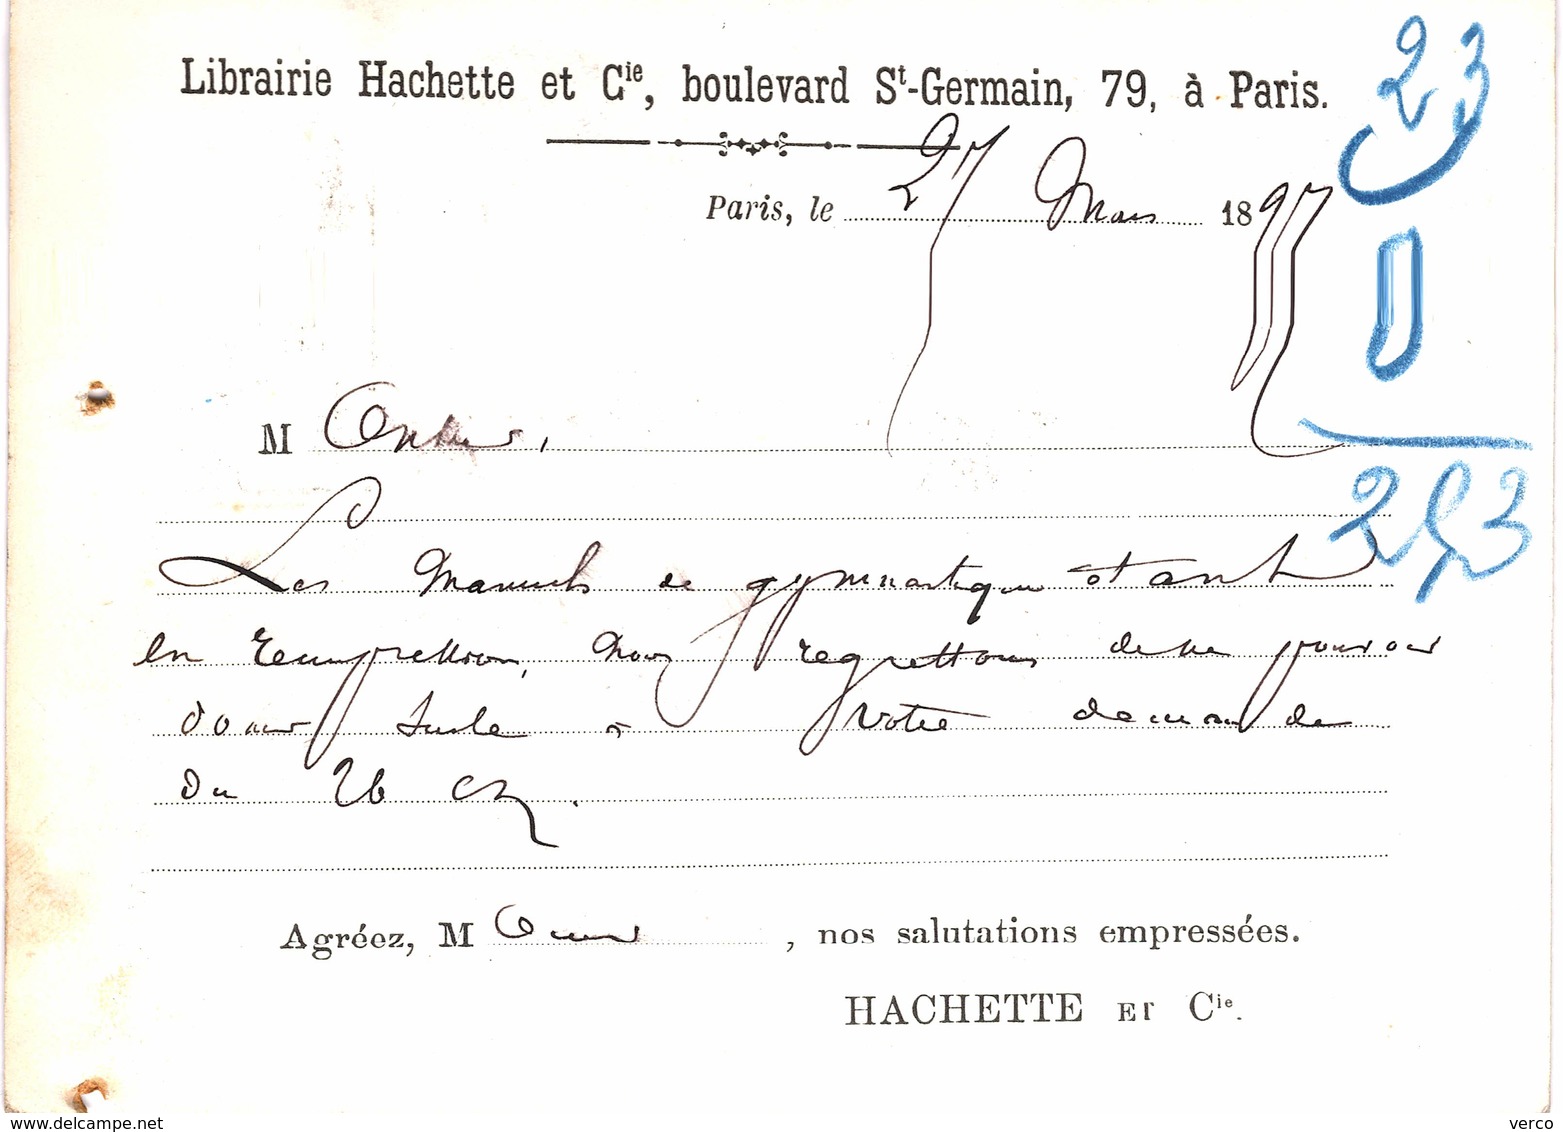 Librairie Hachette et Cie, boulevard St-Germain, 79, à Paris.
23
Paris, le 27 Mars 1897
0
M
253
Les Manuels de gymnastique étant
en réimpression, nous regrettons de ne pouvoir
donner suite à votre demande
du 26 ct.
Agréez, M , nos salutations empressées.
HACHETTE ET Cie.
www.delcampe.net
verco